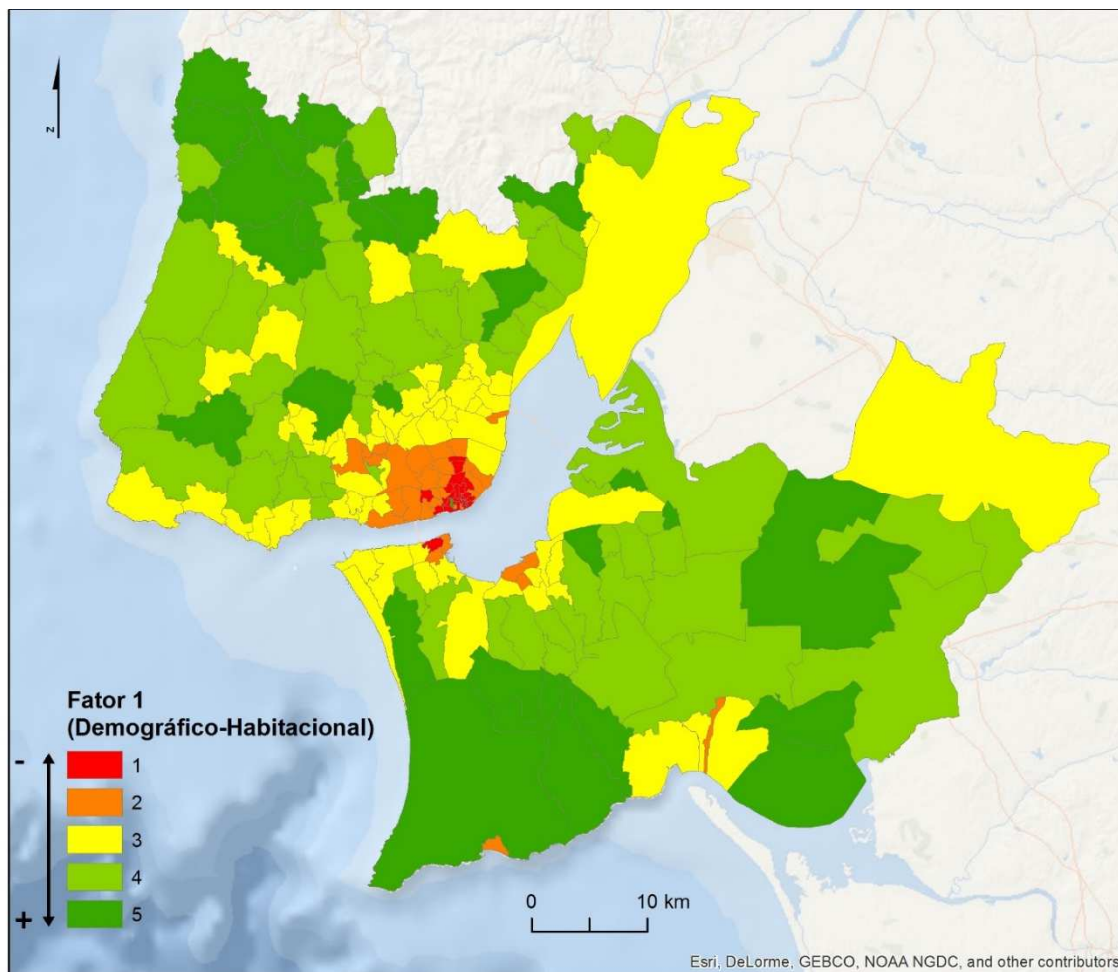 z
Fator 1
(Demográfico-Habitacional)
-
1
2
3
4
5
+
0 10 km
Esri, DeLorme, GEBCO, NOAA NGDC, and other contributors